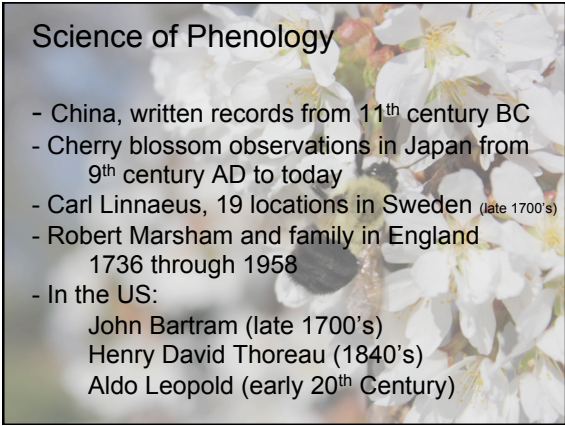 Science of Phenology
- China, written records from 11th century BC
- Cherry blossom observations in Japan from
9th century AD to today
- Carl Linnaeus, 19 locations in Sweden (late 1700's)
- Robert Marsham and family in England
1736 through 1958
- In the US:
John Bartram (late 1700's)
Henry David Thoreau (1840's)
Aldo Leopold (early 20th Century)